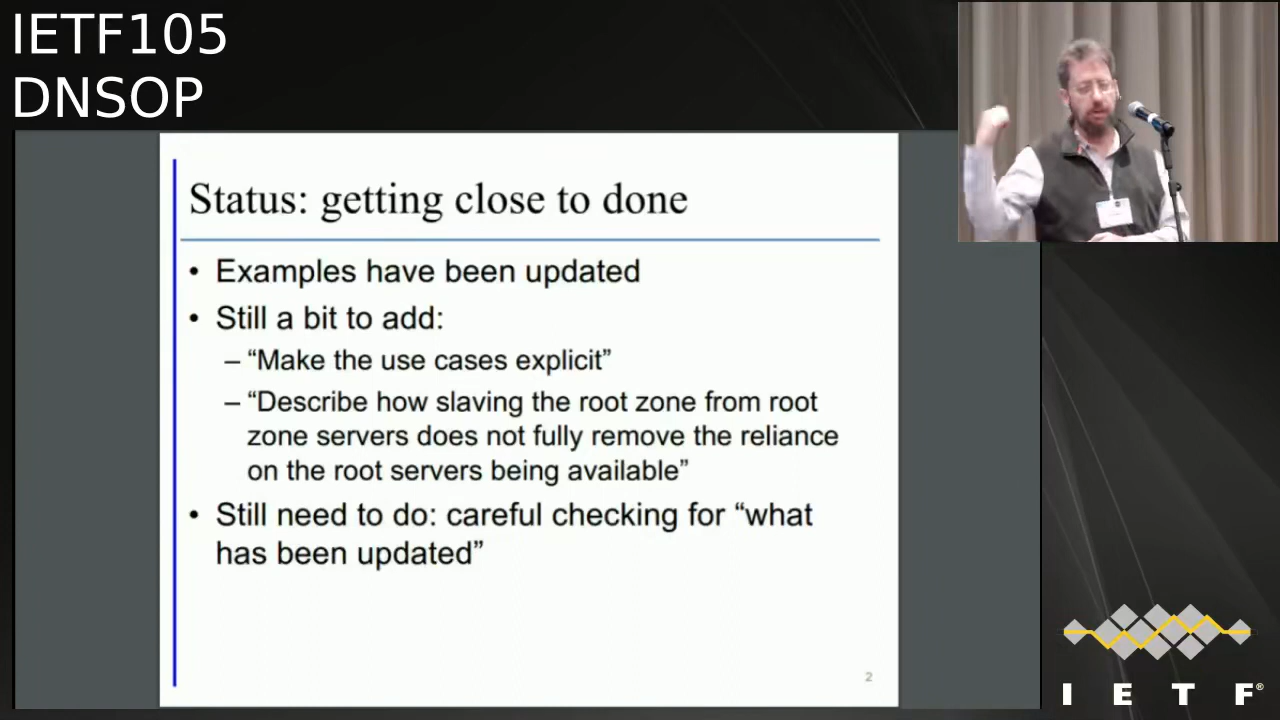 IETF105
DNSOP
Status: getting close to done
• Examples have been updated
• Still a bit to add:
– “Make the use cases explicit”
– “Describe how slaving the root zone from root
zone servers does not fully remove the reliance
on the root servers being available”
• Still need to do: careful checking for “what
has been updated”
2
I E T F®